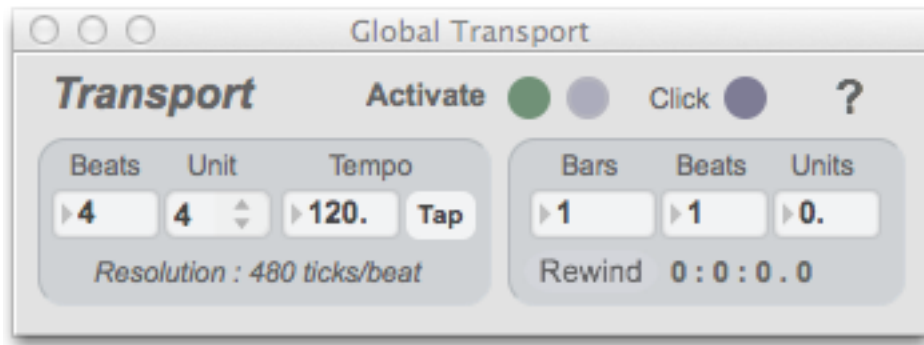 Global Transport
Transport Activate Click ?
Beats Unit Tempo Bars Beats Units
4 4 120. Tap 1 1 0.
Resolution : 480 ticks/beat Rewind 0:0:0.0